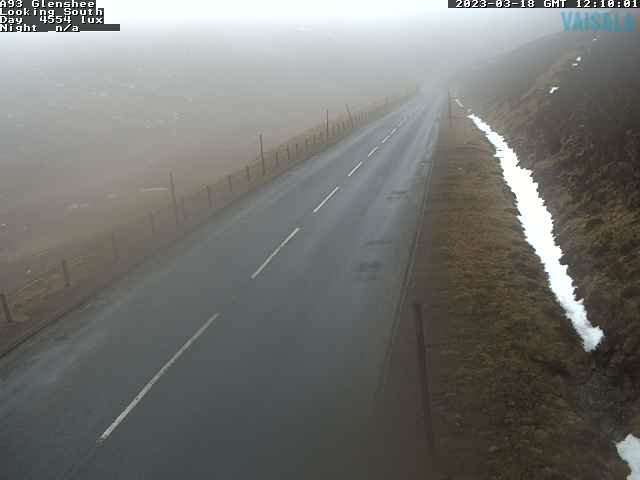 A93 Glenshee
Looking South
Day 4554 lux
Night n/a
2023-03-18 GMT 12:10:01
VAISALA